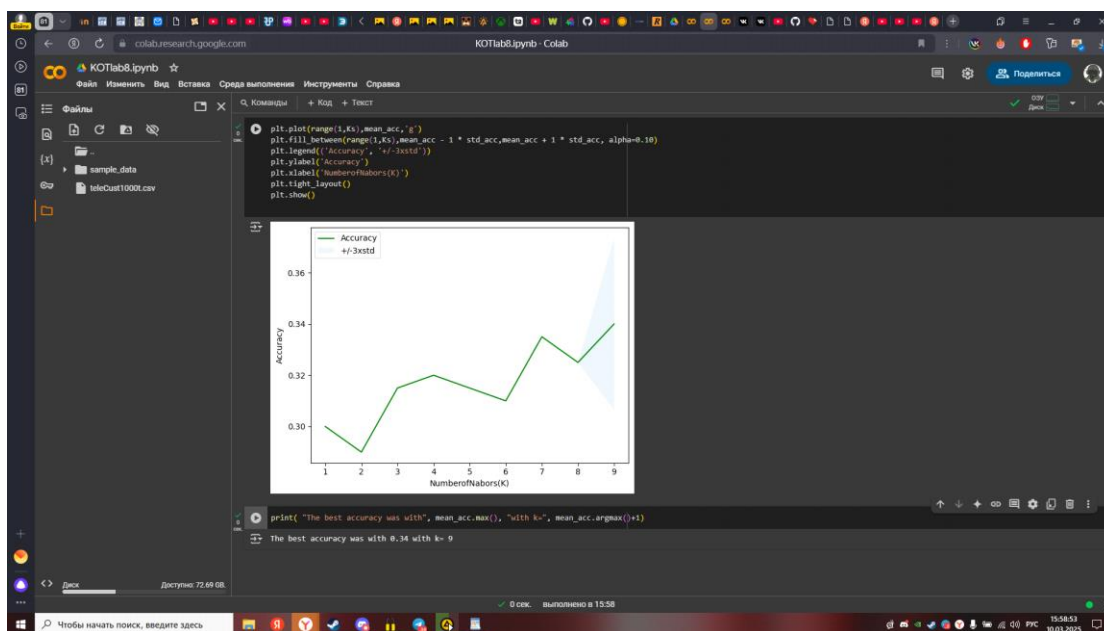 colab.research.google.com
KOTlab8.ipynb - Colab
KOTlab8.ipynb
Файл Изменить Вид Вставка Среда выполнения Инструменты Справка
Поделиться
Файлы
Команды + Код + Текст
ОЗУ
Диск
..
sample_data
teleCust1000t.csv
plt.plot(range(1,Ks),mean_acc,'g')
plt.fill_between(range(1,Ks),mean_acc - 1 * std_acc,mean_acc + 1 * std_acc, alpha=0.10)
plt.legend(('Accuracy', '+/-3xstd'))
plt.ylabel('Accuracy')
plt.xlabel('NumberofNabors(K)')
plt.tight_layout()
plt.show()
Accuracy
+/-3xstd
0.36
0.34
0.32
0.30
Accuracy
1 2 3 4 5 6 7 8 9
NumberofNabors(K)
print( "The best accuracy was with", mean_acc.max(), "with k=", mean_acc.argmax()+1)
The best accuracy was with 0.34 with k= 9
Диск
Доступно: 72.69 GB.
0 сек. выполнено в 15:58
Чтобы начать поиск, введите здесь
РУС
15:58:53
10.03.2025